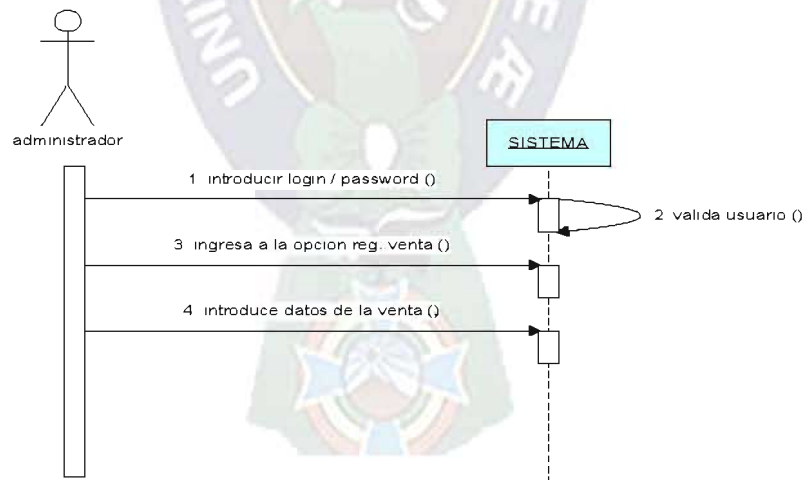 UNI
Æ
administrador
SISTEMA
1 introducir login / password ()
2 valida usuario ()
3 ingresa a la opcion reg. venta ()
4 introduce datos de la venta ()